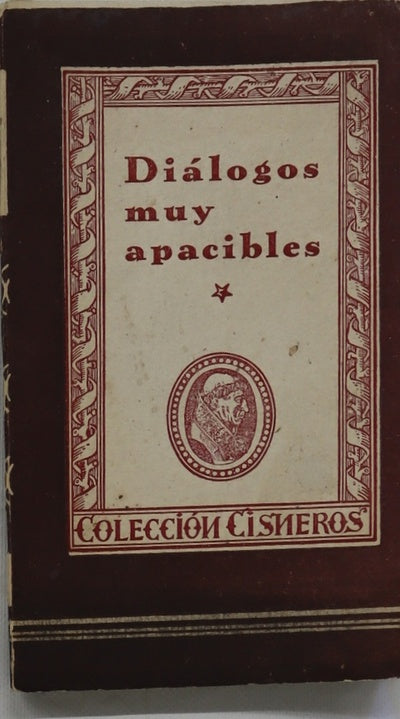 Diálogos
muy
apacibles
COLECCIÓN CISNEROS